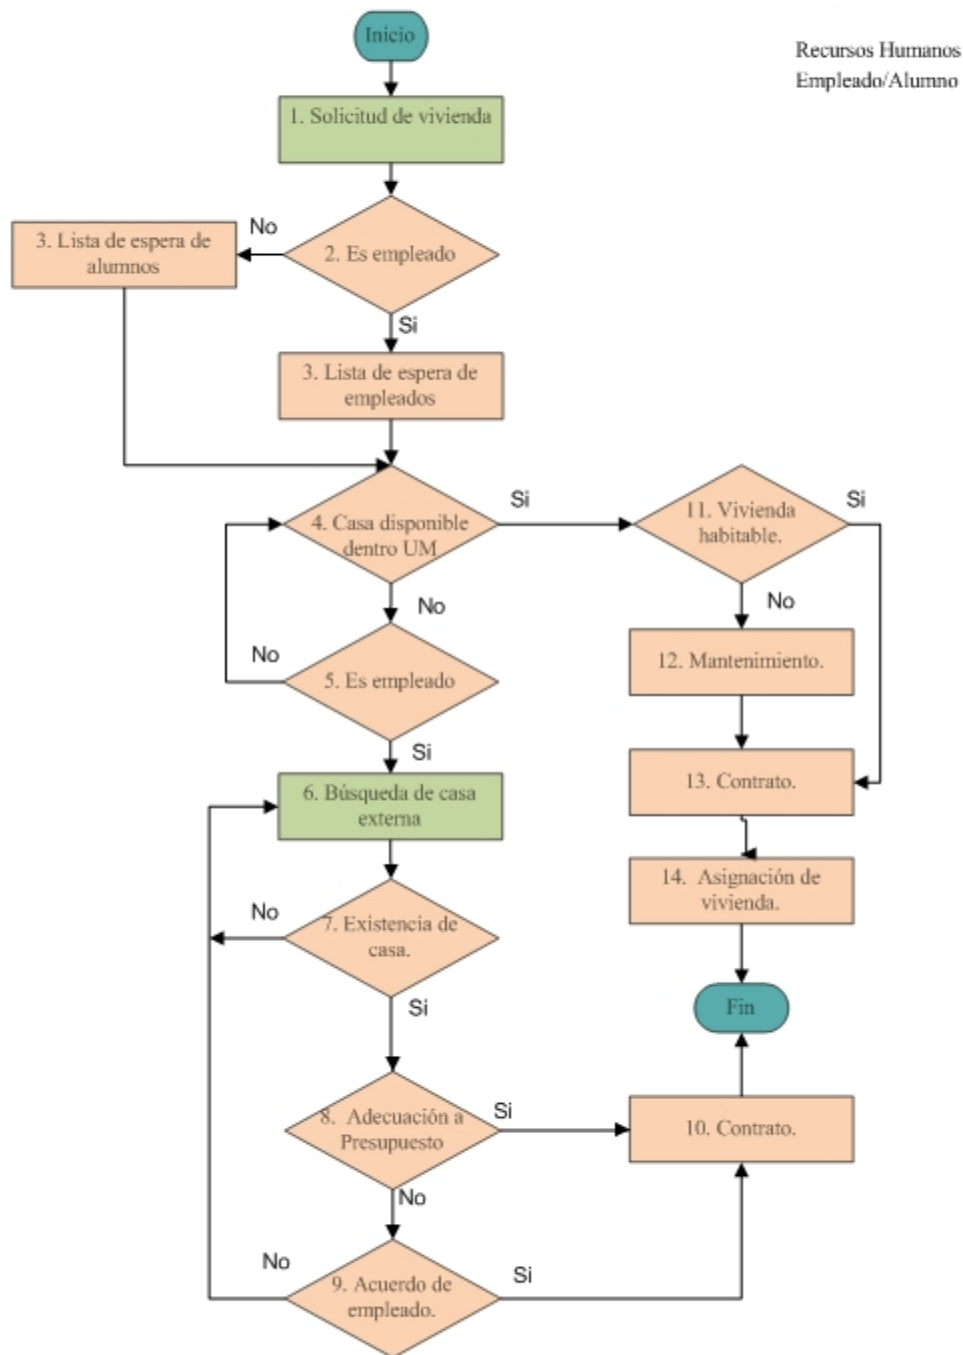 Inicio
Recursos Humanos
Empleado/Alumno
1. Solicitud de vivienda
No
3. Lista de espera de
alumnos
2. Es empleado
Si
3. Lista de espera de
empleados
Si
Si
4. Casa disponible
dentro UM
11. Vivienda
habitable.
No
No
No
5. Es empleado
12. Mantenimiento.
Si
6. Búsqueda de casa
externa
13. Contrato.
14. Asignación de
vivienda.
No
7. Existencia de
casa.
Si
Fin
8. Adecuación a
Presupuesto
Si
10. Contrato.
No
No
9. Acuerdo de
empleado.
Si